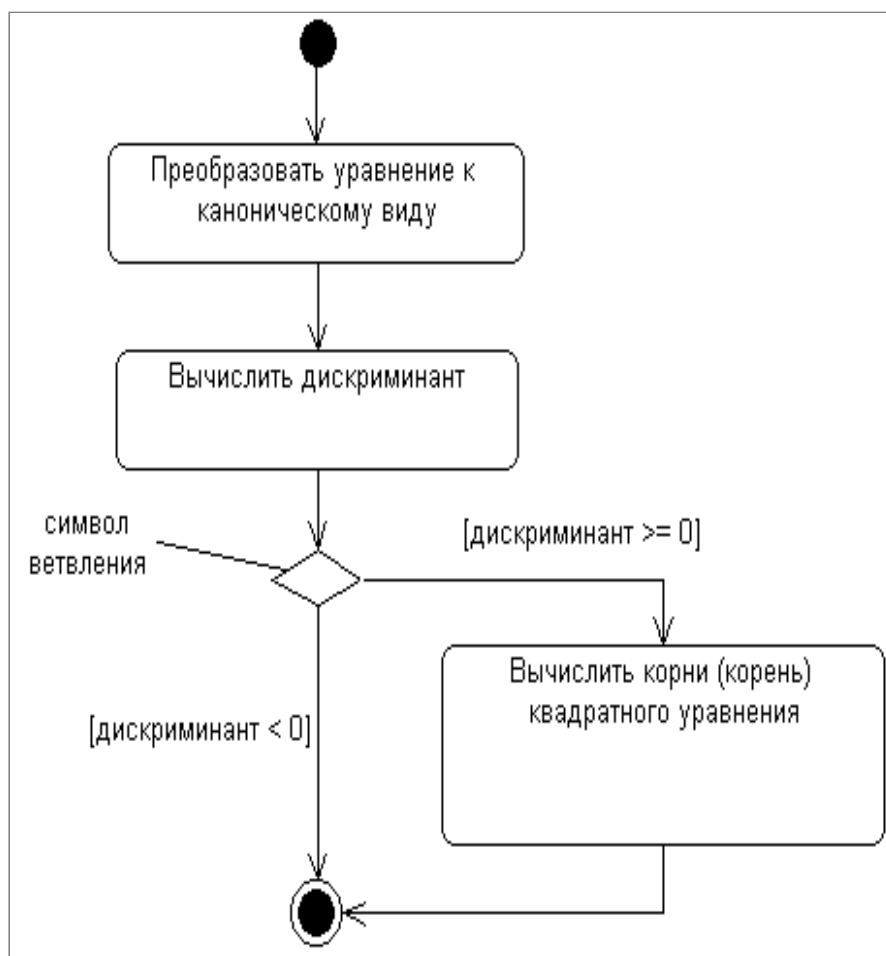 Преобразовать уравнение к
каноническому виду
Вычислить дискриминант
символ
ветвления
[дискриминант >= 0]
Вычислить корни (корень)
квадратного уравнения
[дискриминант < 0]